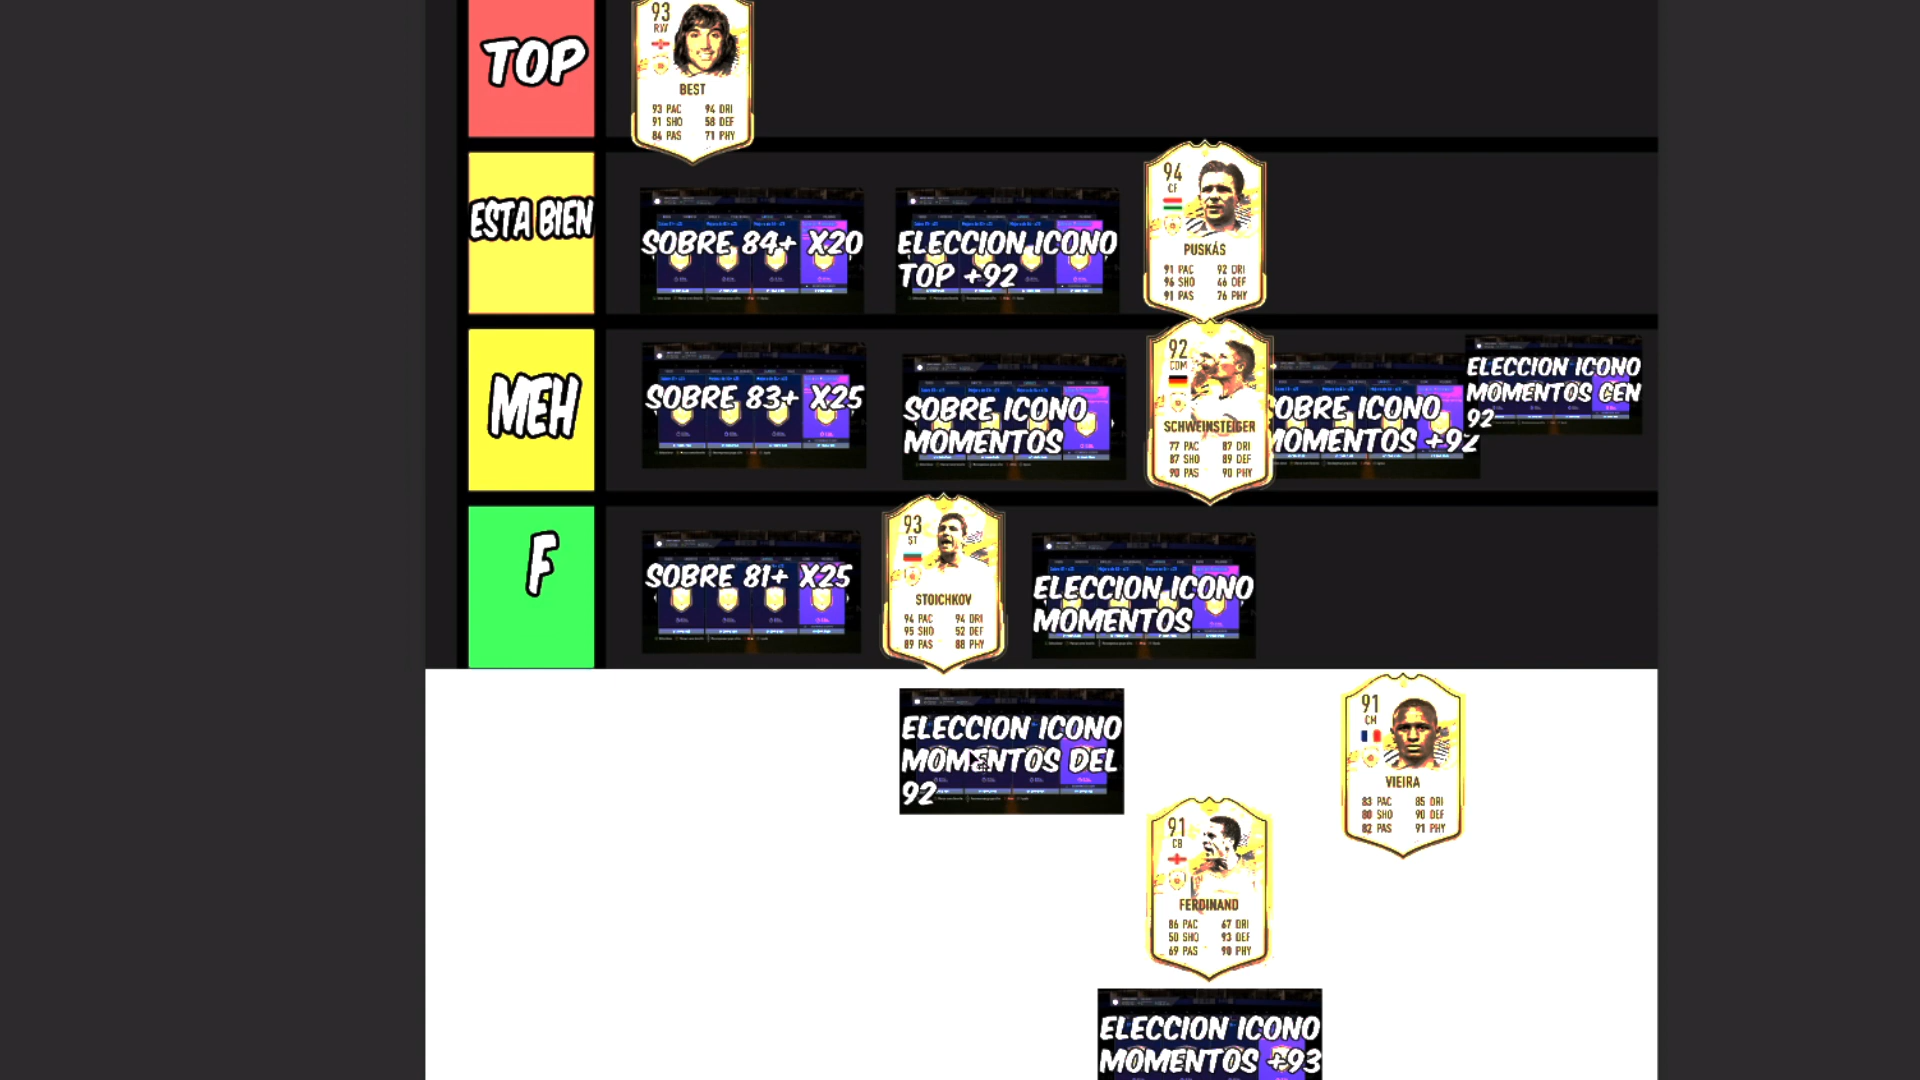 TOP
93
RW
BEST
93 PAC 94 DRI
91 SHO 58 DEF
84 PAS 71 PHY
ESTA BIEN
SOBRE 84+ X20
ELECCION ICONO
TOP +92
94
CF
PUSKÁS
91 PAC 92 DRI
96 SHO 46 DEF
91 PAS 76 PHY
MEH
SOBRE 83+ X25
SOBRE ICONO
MOMENTOS
92
CDM
SCHWEINSTEIGER
77 PAC 87 DRI
87 SHO 89 DEF
90 PAS 90 PHY
OBRE ICONO
MOMENTOS +92
ELECCION ICONO
MOMENTOS CEN
92
F
SOBRE 81+ X25
93
ST
STOICHKOV
94 PAC 94 DRI
95 SHO 52 DEF
89 PAS 88 PHY
ELECCION ICONO
MOMENTOS
ELECCION ICONO
MOMENTOS DEL
92
91
CM
VIEIRA
83 PAC 85 DRI
80 SHO 90 DEF
82 PAS 91 PHY
91
CB
FERDINAND
86 PAC 67 DRI
50 SHO 93 DEF
69 PAS 90 PHY
ELECCION ICONO
MOMENTOS +93